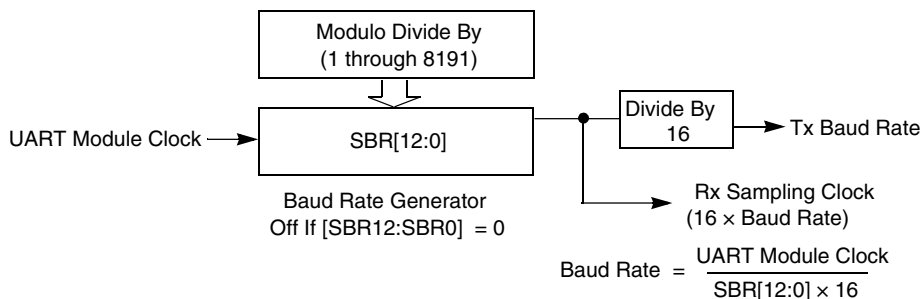 Modulo Divide By
(1 through 8191)
UART Module Clock
SBR[12:0]
Divide By
16
Tx Baud Rate
Baud Rate Generator
Off If [SBR12:SBR0] = 0
Rx Sampling Clock
(16 × Baud Rate)
Baud Rate = UART Module Clock
SBR[12:0] × 16